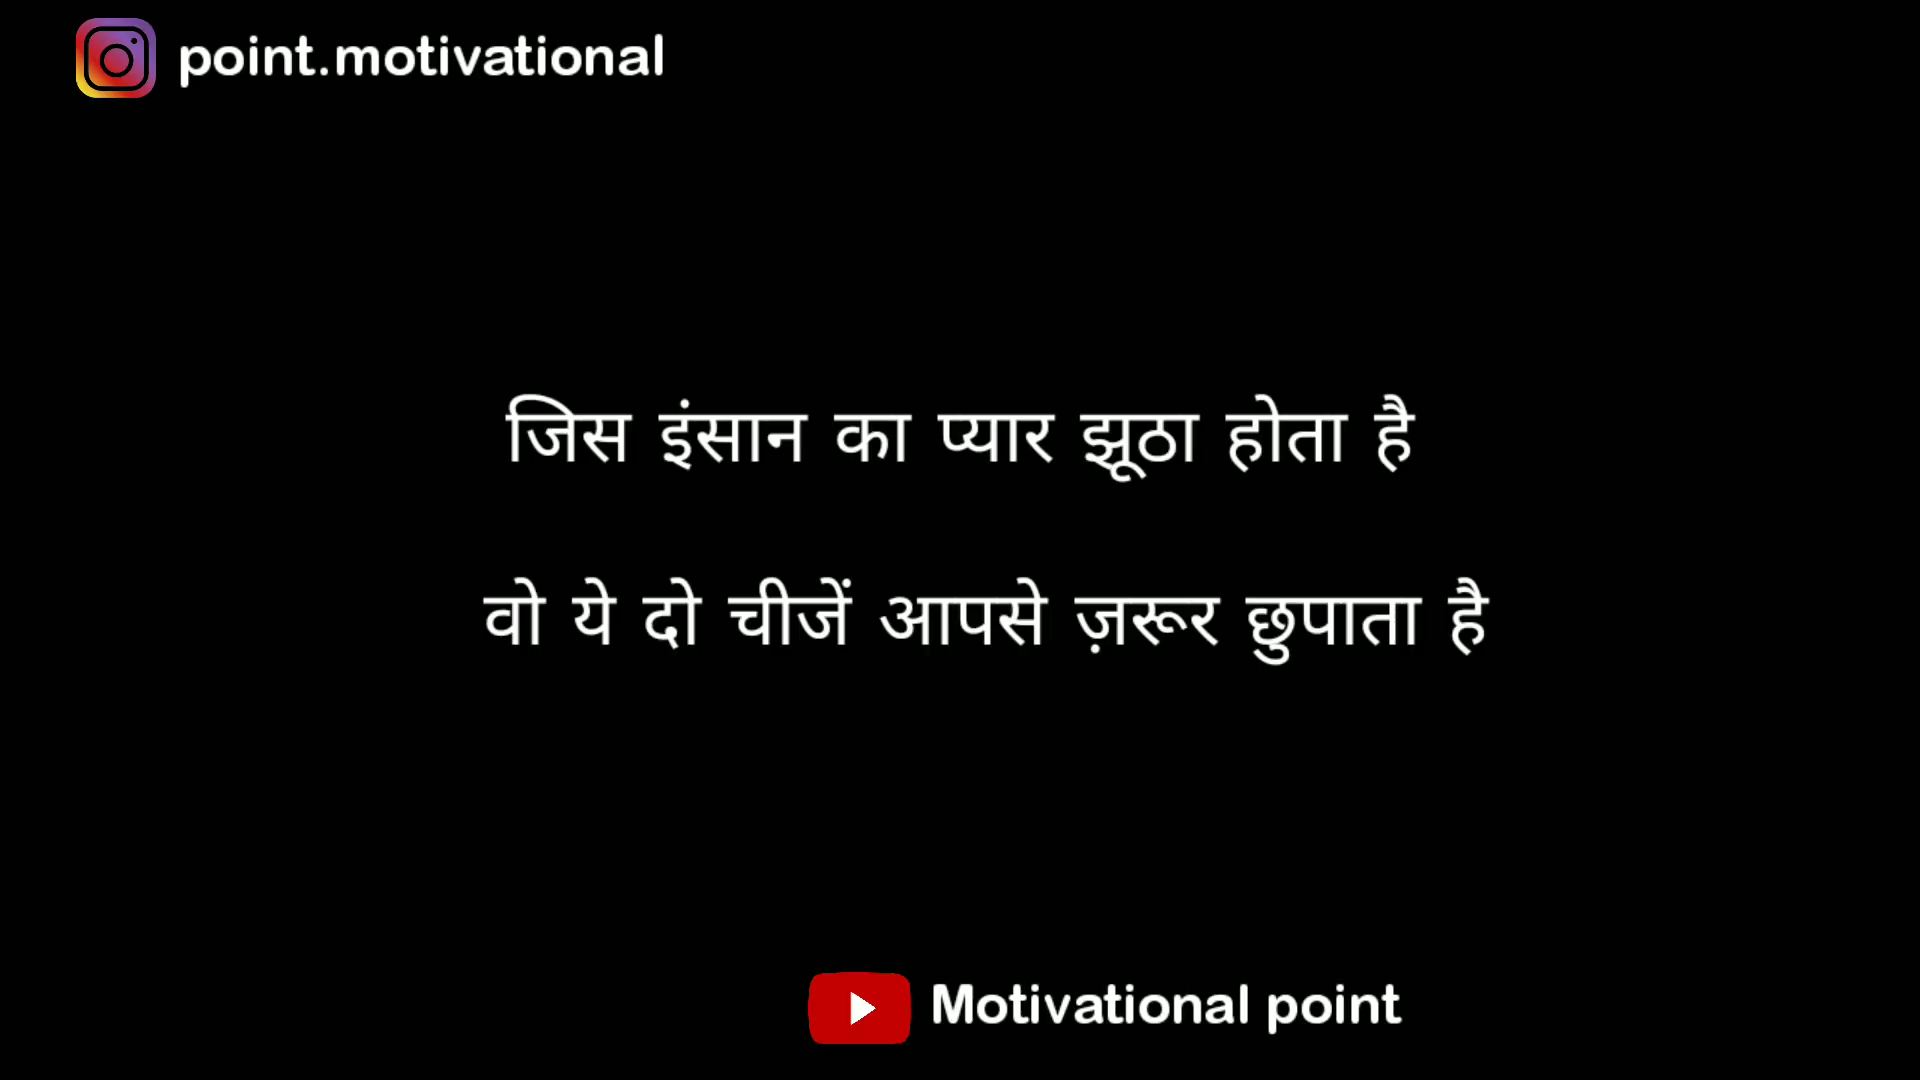 point.motivational
जिस इंसान का प्यार झूठा होता है
वो ये दो चीजें आपसे ज़रूर छुपाता है
Motivational point